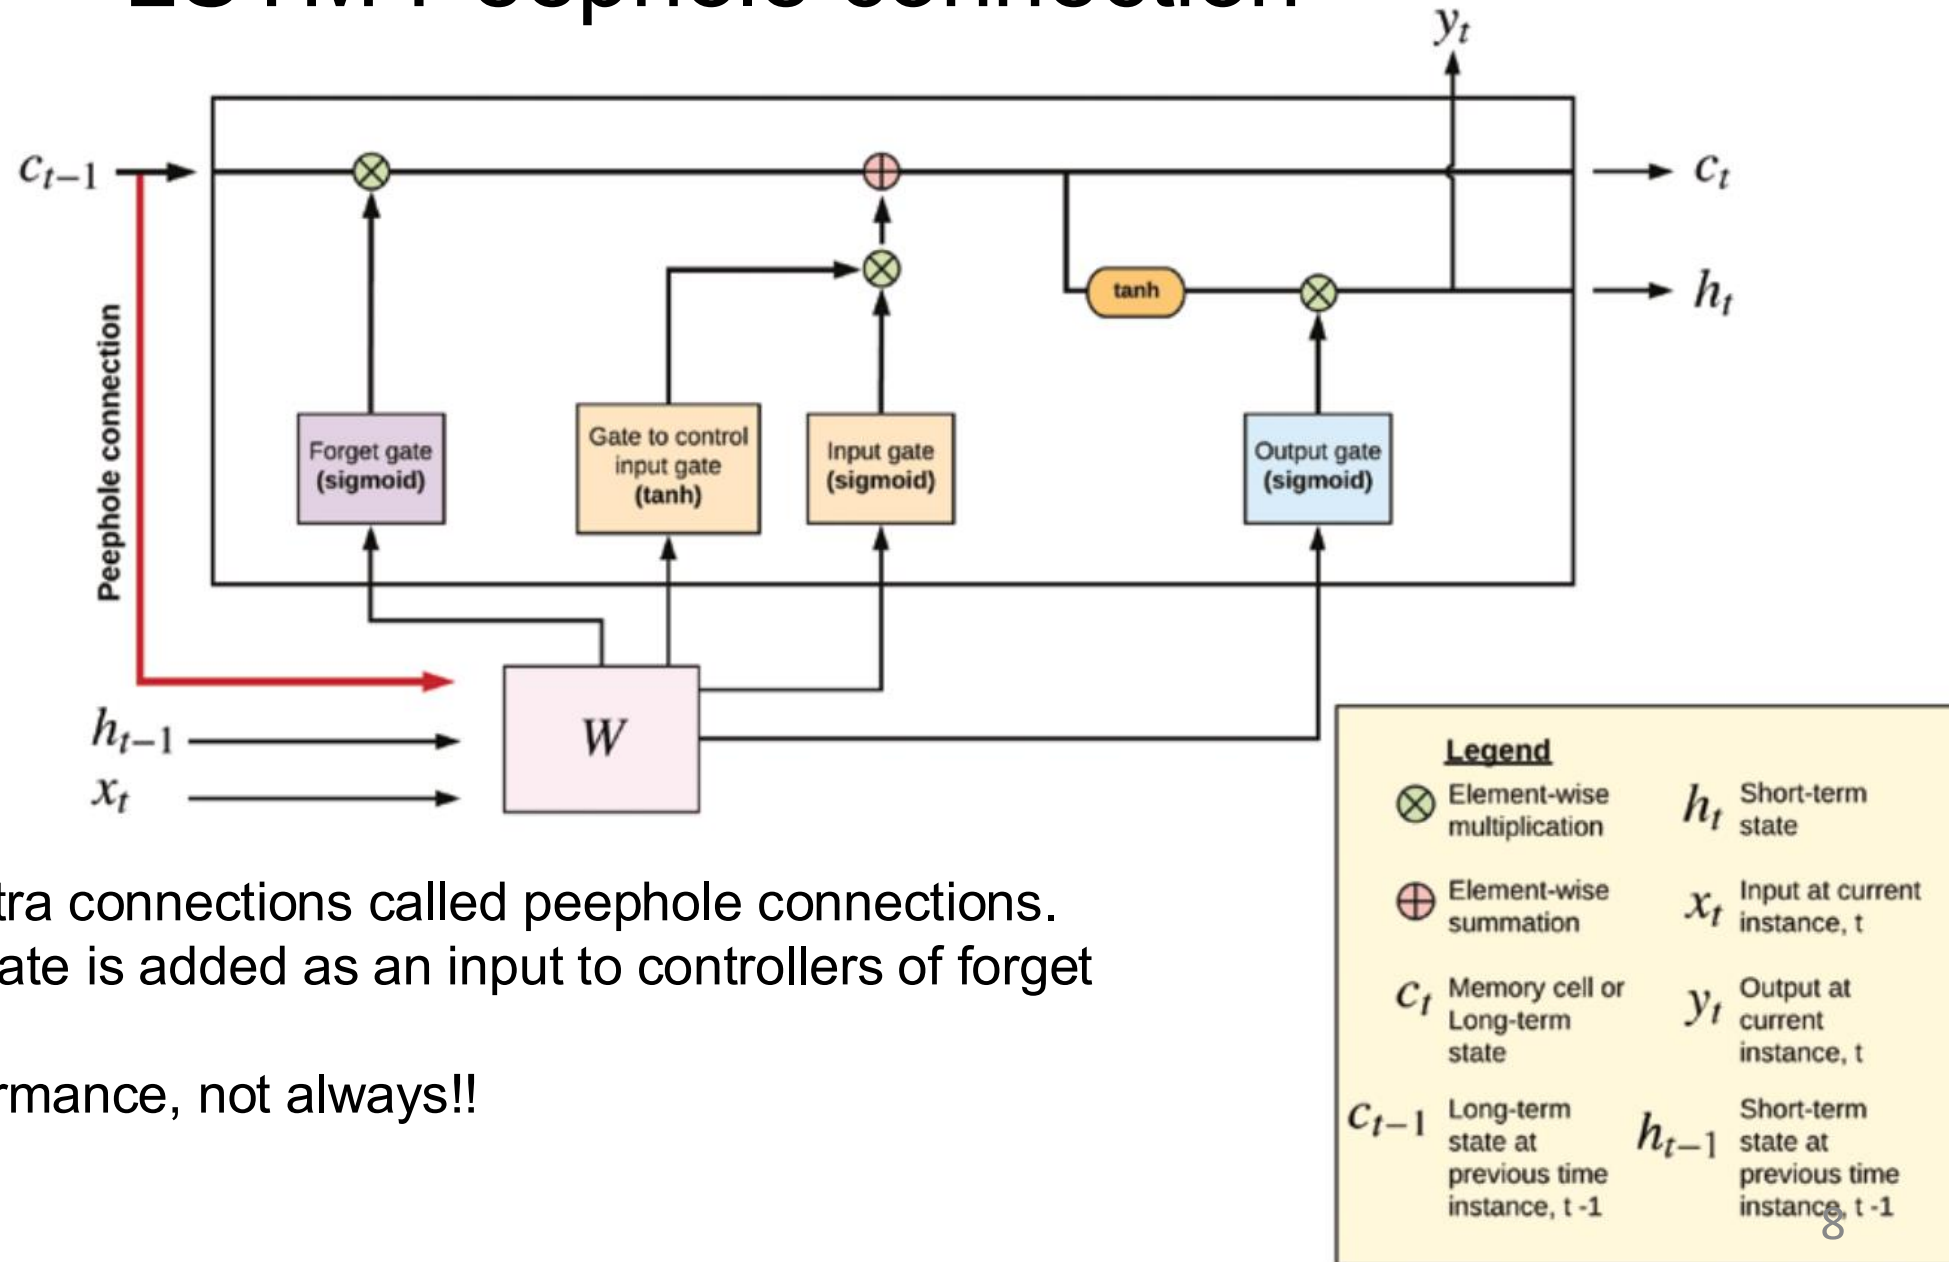 LSTM Peephole connection
y_t
c_{t-1}
c_t
tanh
h_t
Peephole connection
Forget gate
(sigmoid)
Gate to control
input gate
(tanh)
Input gate
(sigmoid)
Output gate
(sigmoid)
W
h_{t-1}
x_t
tra connections called peephole connections.
ate is added as an input to controllers of forget
rmance, not always!!
Legend
Element-wise
multiplication
h_t Short-term
state
Element-wise
summation
x_t Input at current
instance, t
c_t Memory cell or
Long-term
state
y_t Output at
current
instance, t
c_{t-1} Long-term
state at
previous time
instance, t -1
h_{t-1} Short-term
state at
previous time
instance, t -1
8